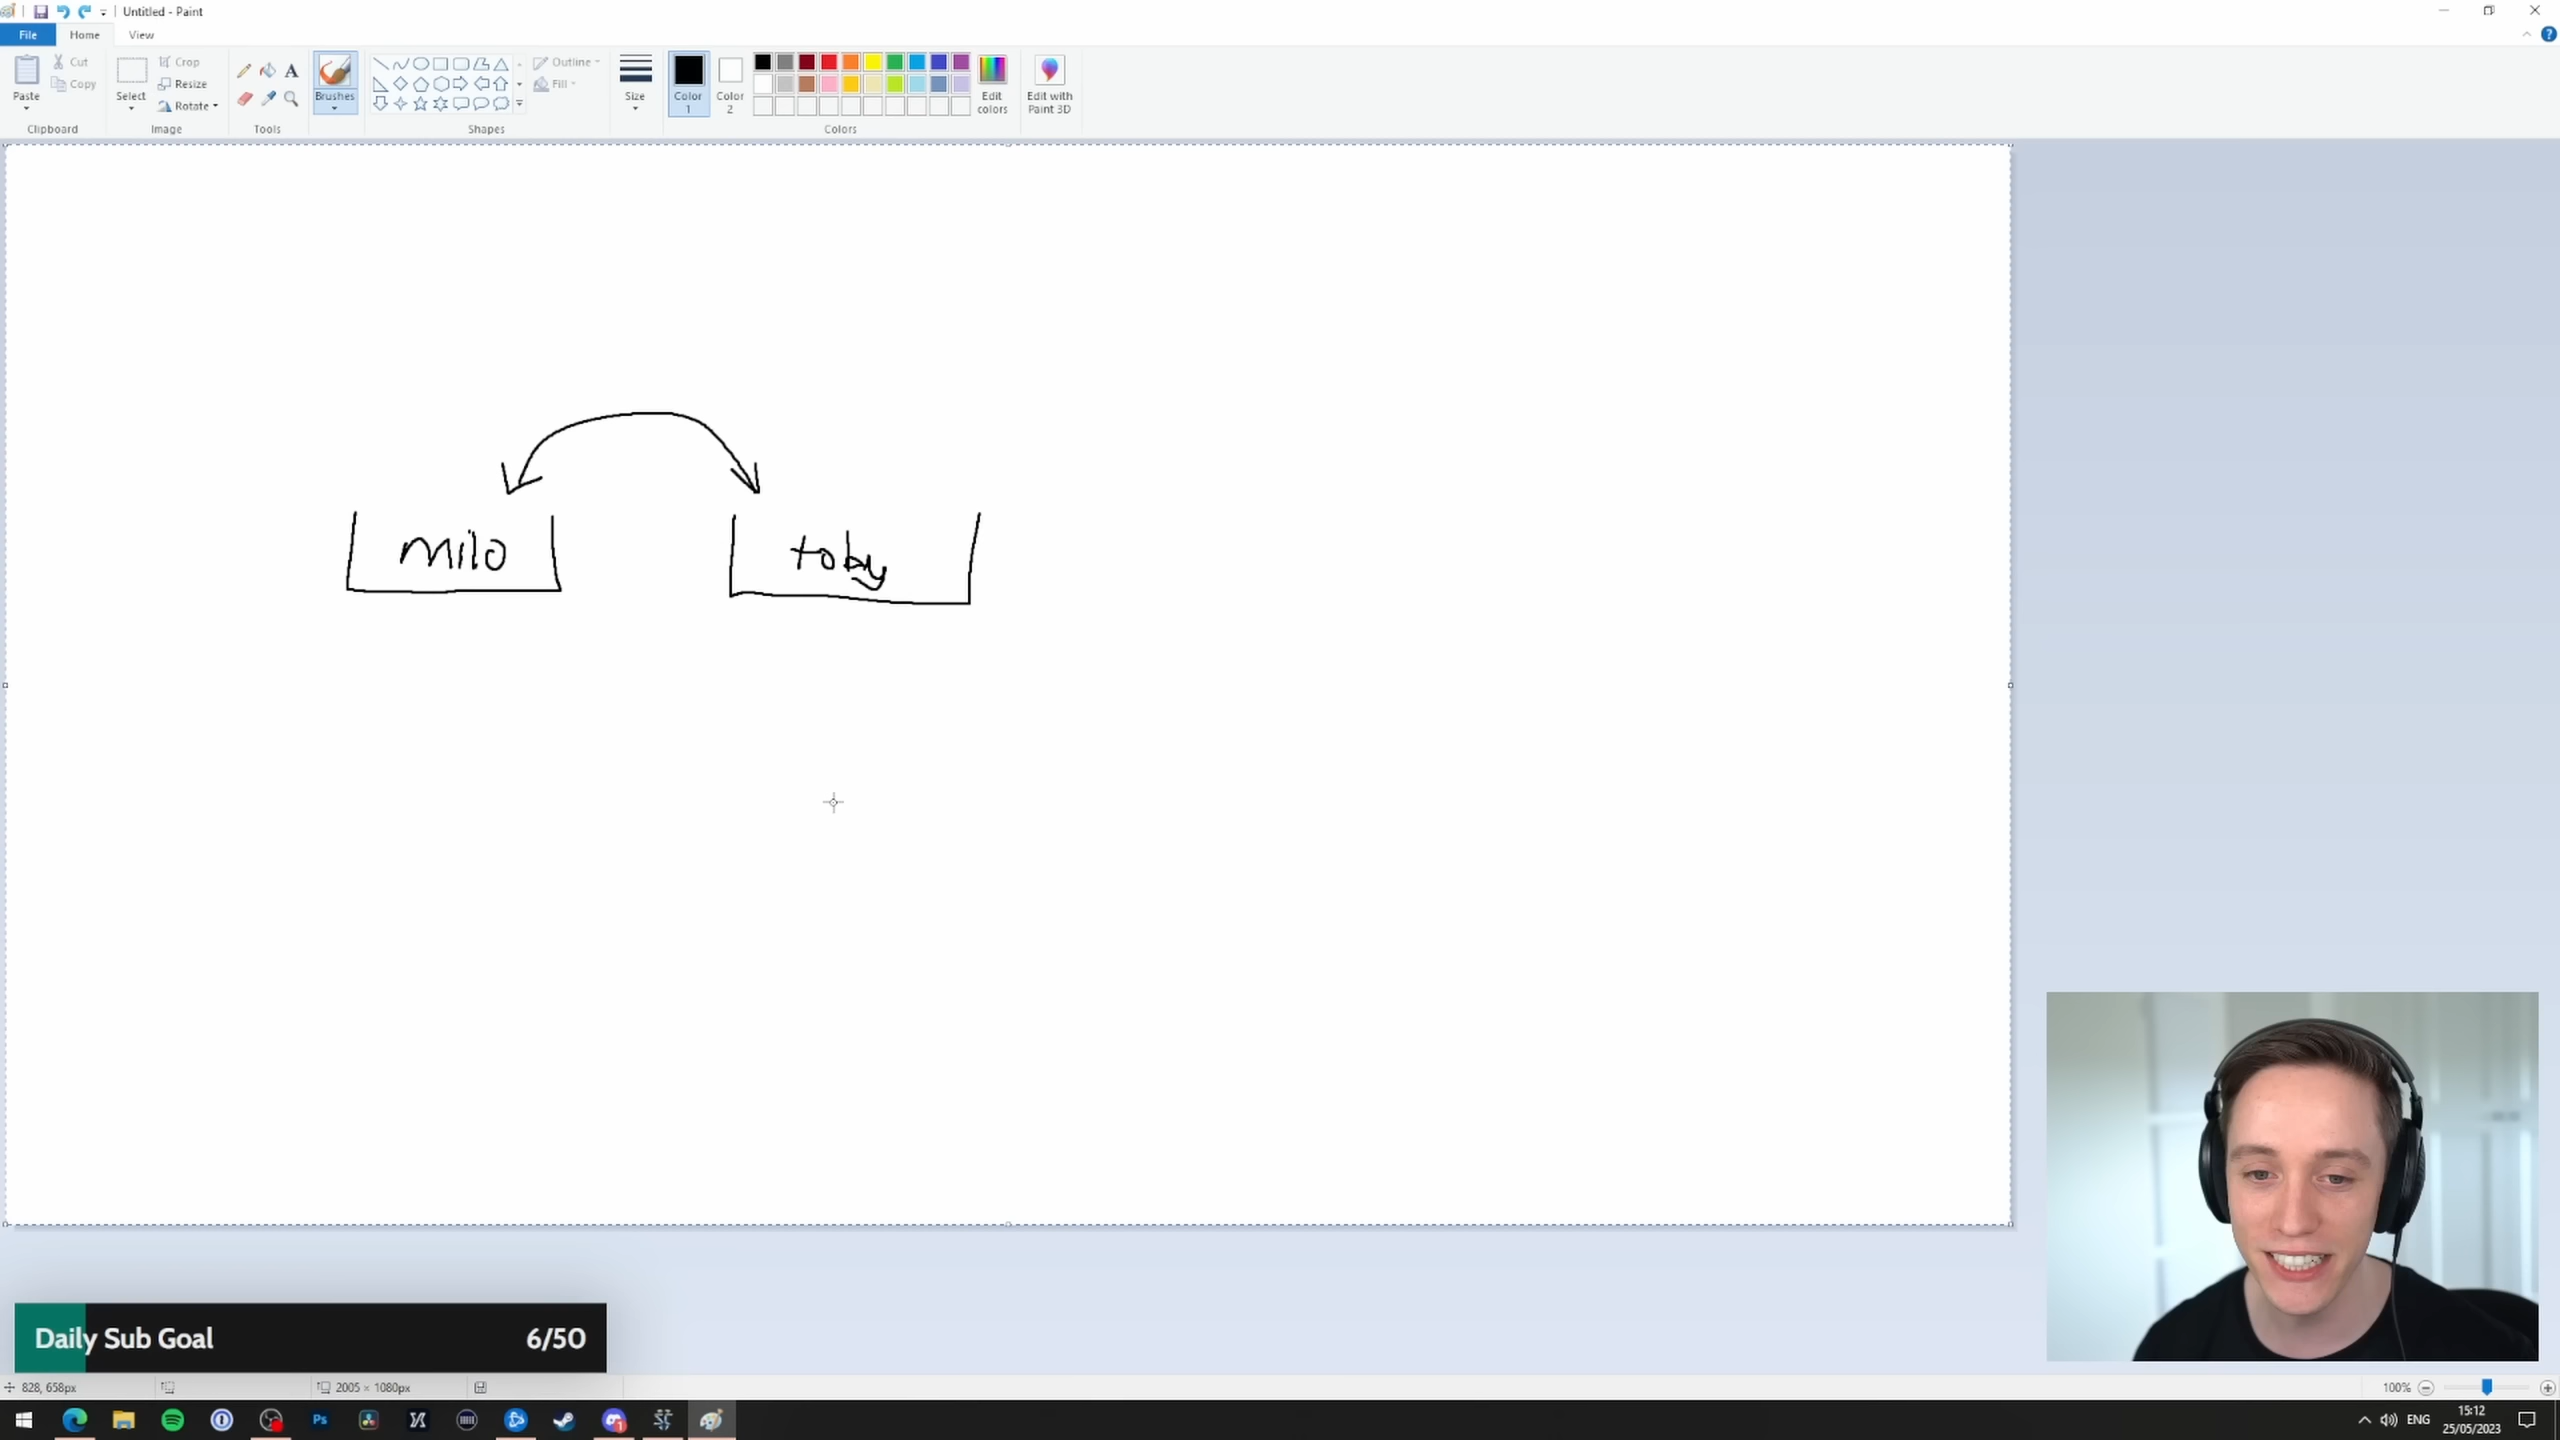 Untitled - Paint
File Home View
Paste
Cut
Copy
Clipboard
Select
Crop
Resize
Rotate
Image
A
Tools
Brushes
Outline
Fill
Shapes
Size
Color 1
Color 2
Edit colors
Edit with Paint 3D
Colors
milo
toby
Daily Sub Goal 6/50
828, 658px
2005 × 1080px
100%
Ps
1
ENG
15:12
25/05/2023